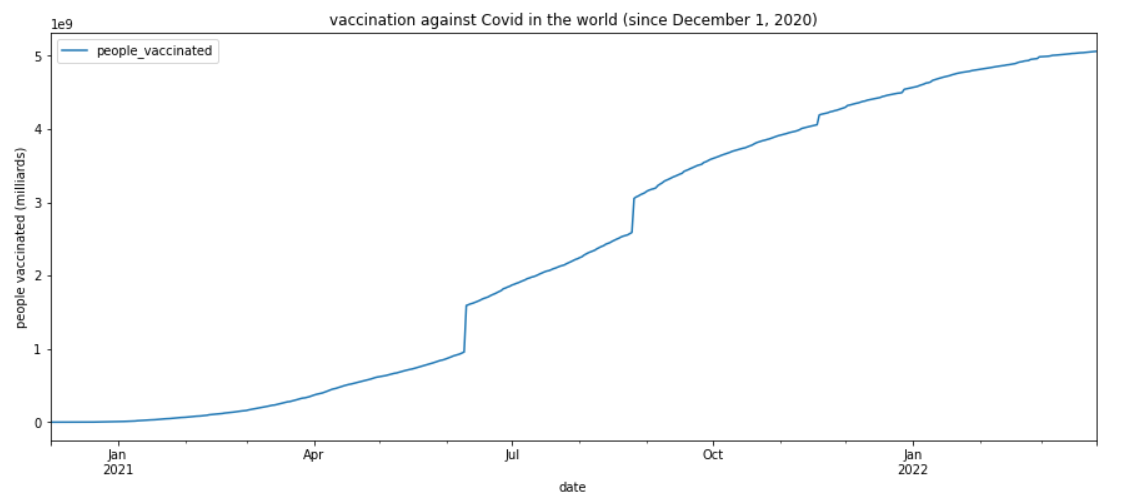 vaccination against Covid in the world (since December 1, 2020)
1e9
people_vaccinated
people vaccinated (milliards)
5
4
3
2
1
0
Jan
2021
Apr
Jul
Oct
Jan
2022
date